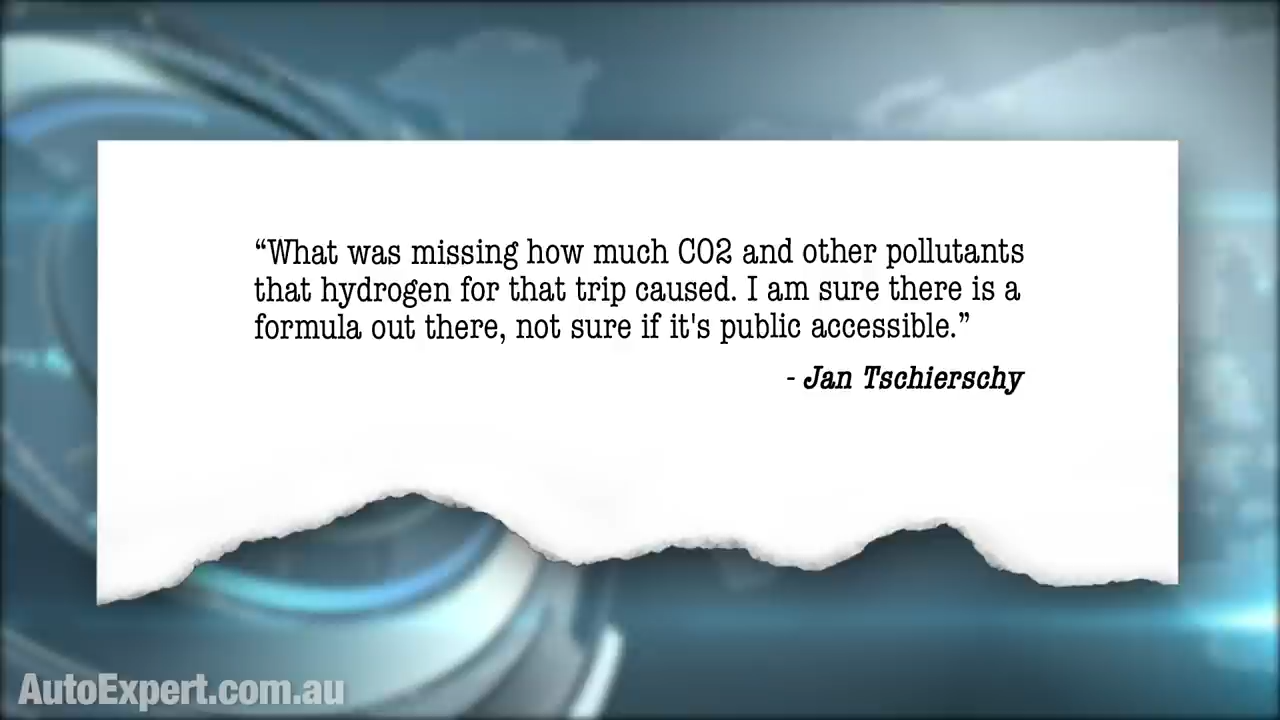 “What was missing how much CO2 and other pollutants
that hydrogen for that trip caused. I am sure there is a
formula out there, not sure if it's public accessible.”
- Jan Tschierschy
AutoExpert.com.au